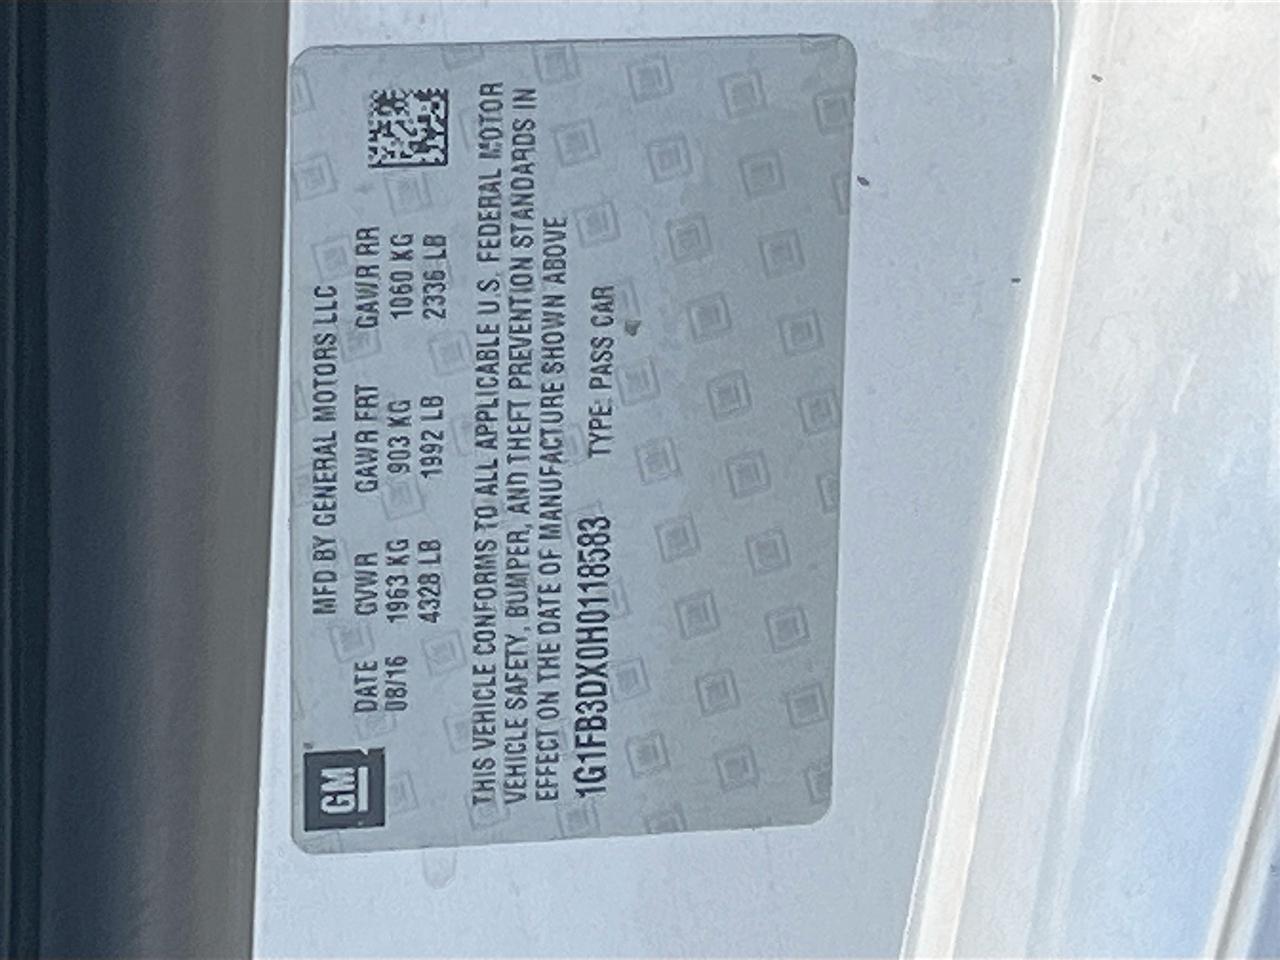 GM
MFD BY GENERAL MOTORS LLC
DATE GVWR GAWR FRT GAWR RR
08/16 1963 KG 903 KG 1060 KG
4328 LB 1992 LB 2336 LB
THIS VEHICLE CONFORMS TO ALL APPLICABLE U.S. FEDERAL MOTOR
VEHICLE SAFETY, BUMPER, AND THEFT PREVENTION STANDARDS IN
EFFECT ON THE DATE OF MANUFACTURE SHOWN ABOVE
1G1FB3DX0H0118583 TYPE: PASS CAR